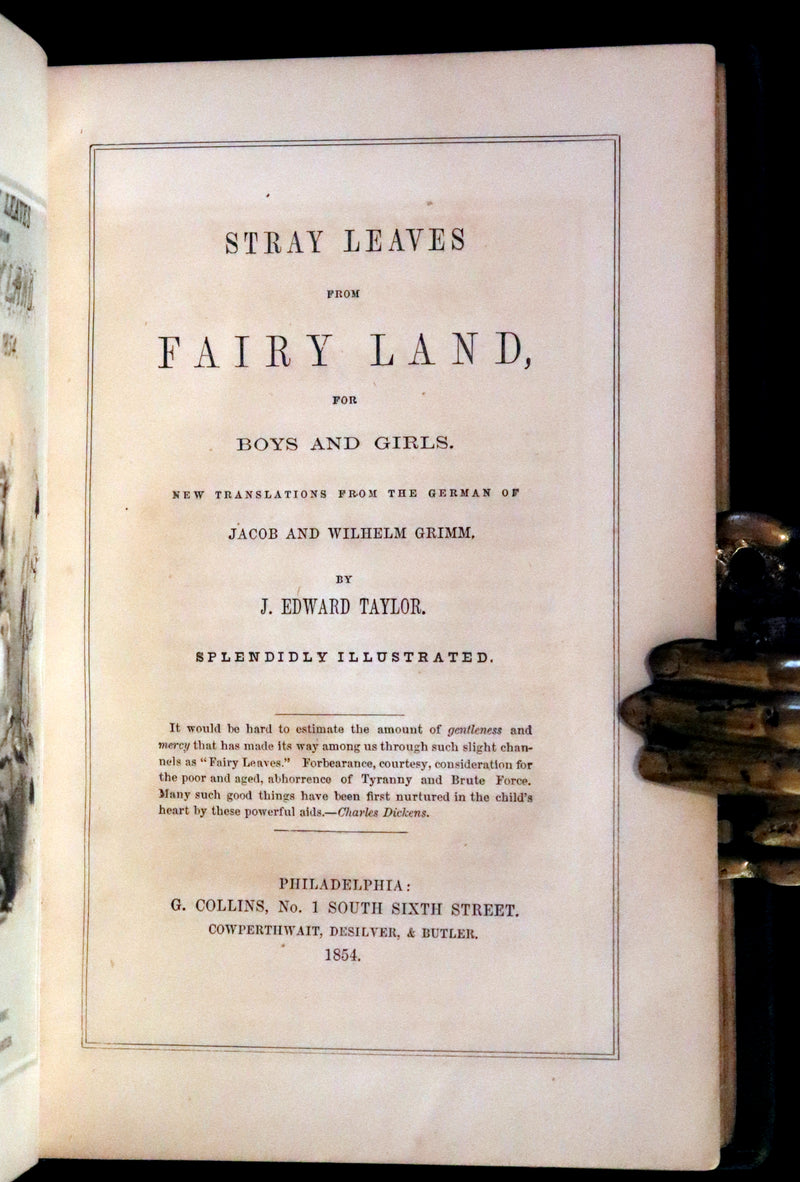 LEAVES
LAND
1854.
STRAY LEAVES
FROM
FAIRY LAND,
FOR
BOYS AND GIRLS.
NEW TRANSLATIONS FROM THE GERMAN OF
JACOB AND WILHELM GRIMM.
BY
J. EDWARD TAYLOR.
SPLENDIDLY ILLUSTRATED.
It would be hard to estimate the amount of gentleness and
mercy that has made its way among us through such slight chan-
nels as "Fairy Leaves." Forbearance, courtesy, consideration for
the poor and aged, abhorrence of Tyranny and Brute Force.
Many such good things have been first nurtured in the child's
heart by these powerful aids.—Charles Dickens.
PHILADELPHIA:
G. COLLINS, No. 1 SOUTH SIXTH STREET.
COWPERTHWAIT, DESILVER, & BUTLER.
1854.